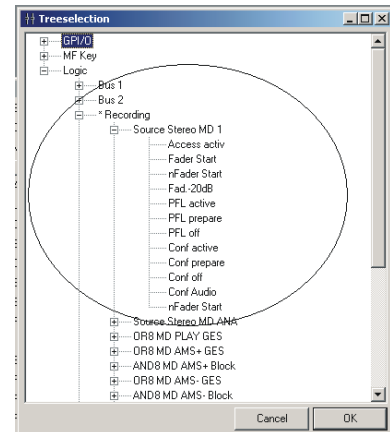 Treeselection
GPI/O
MF Key
Logic
Bus 1
Bus 2
* Recording
Source Stereo MD 1
Access activ
Fader Start
nFader Start
Fad.-20dB
PFL active
PFL prepare
PFL off
Conf active
Conf prepare
Conf off
Conf Audio
nFader Start
Source Stereo MD ANA
OR8 MD PLAY GES
OR8 MD AMS+ GES
AND8 MD AMS+ Block
OR8 MD AMS- GES
AND8 MD AMS- Block
Cancel OK